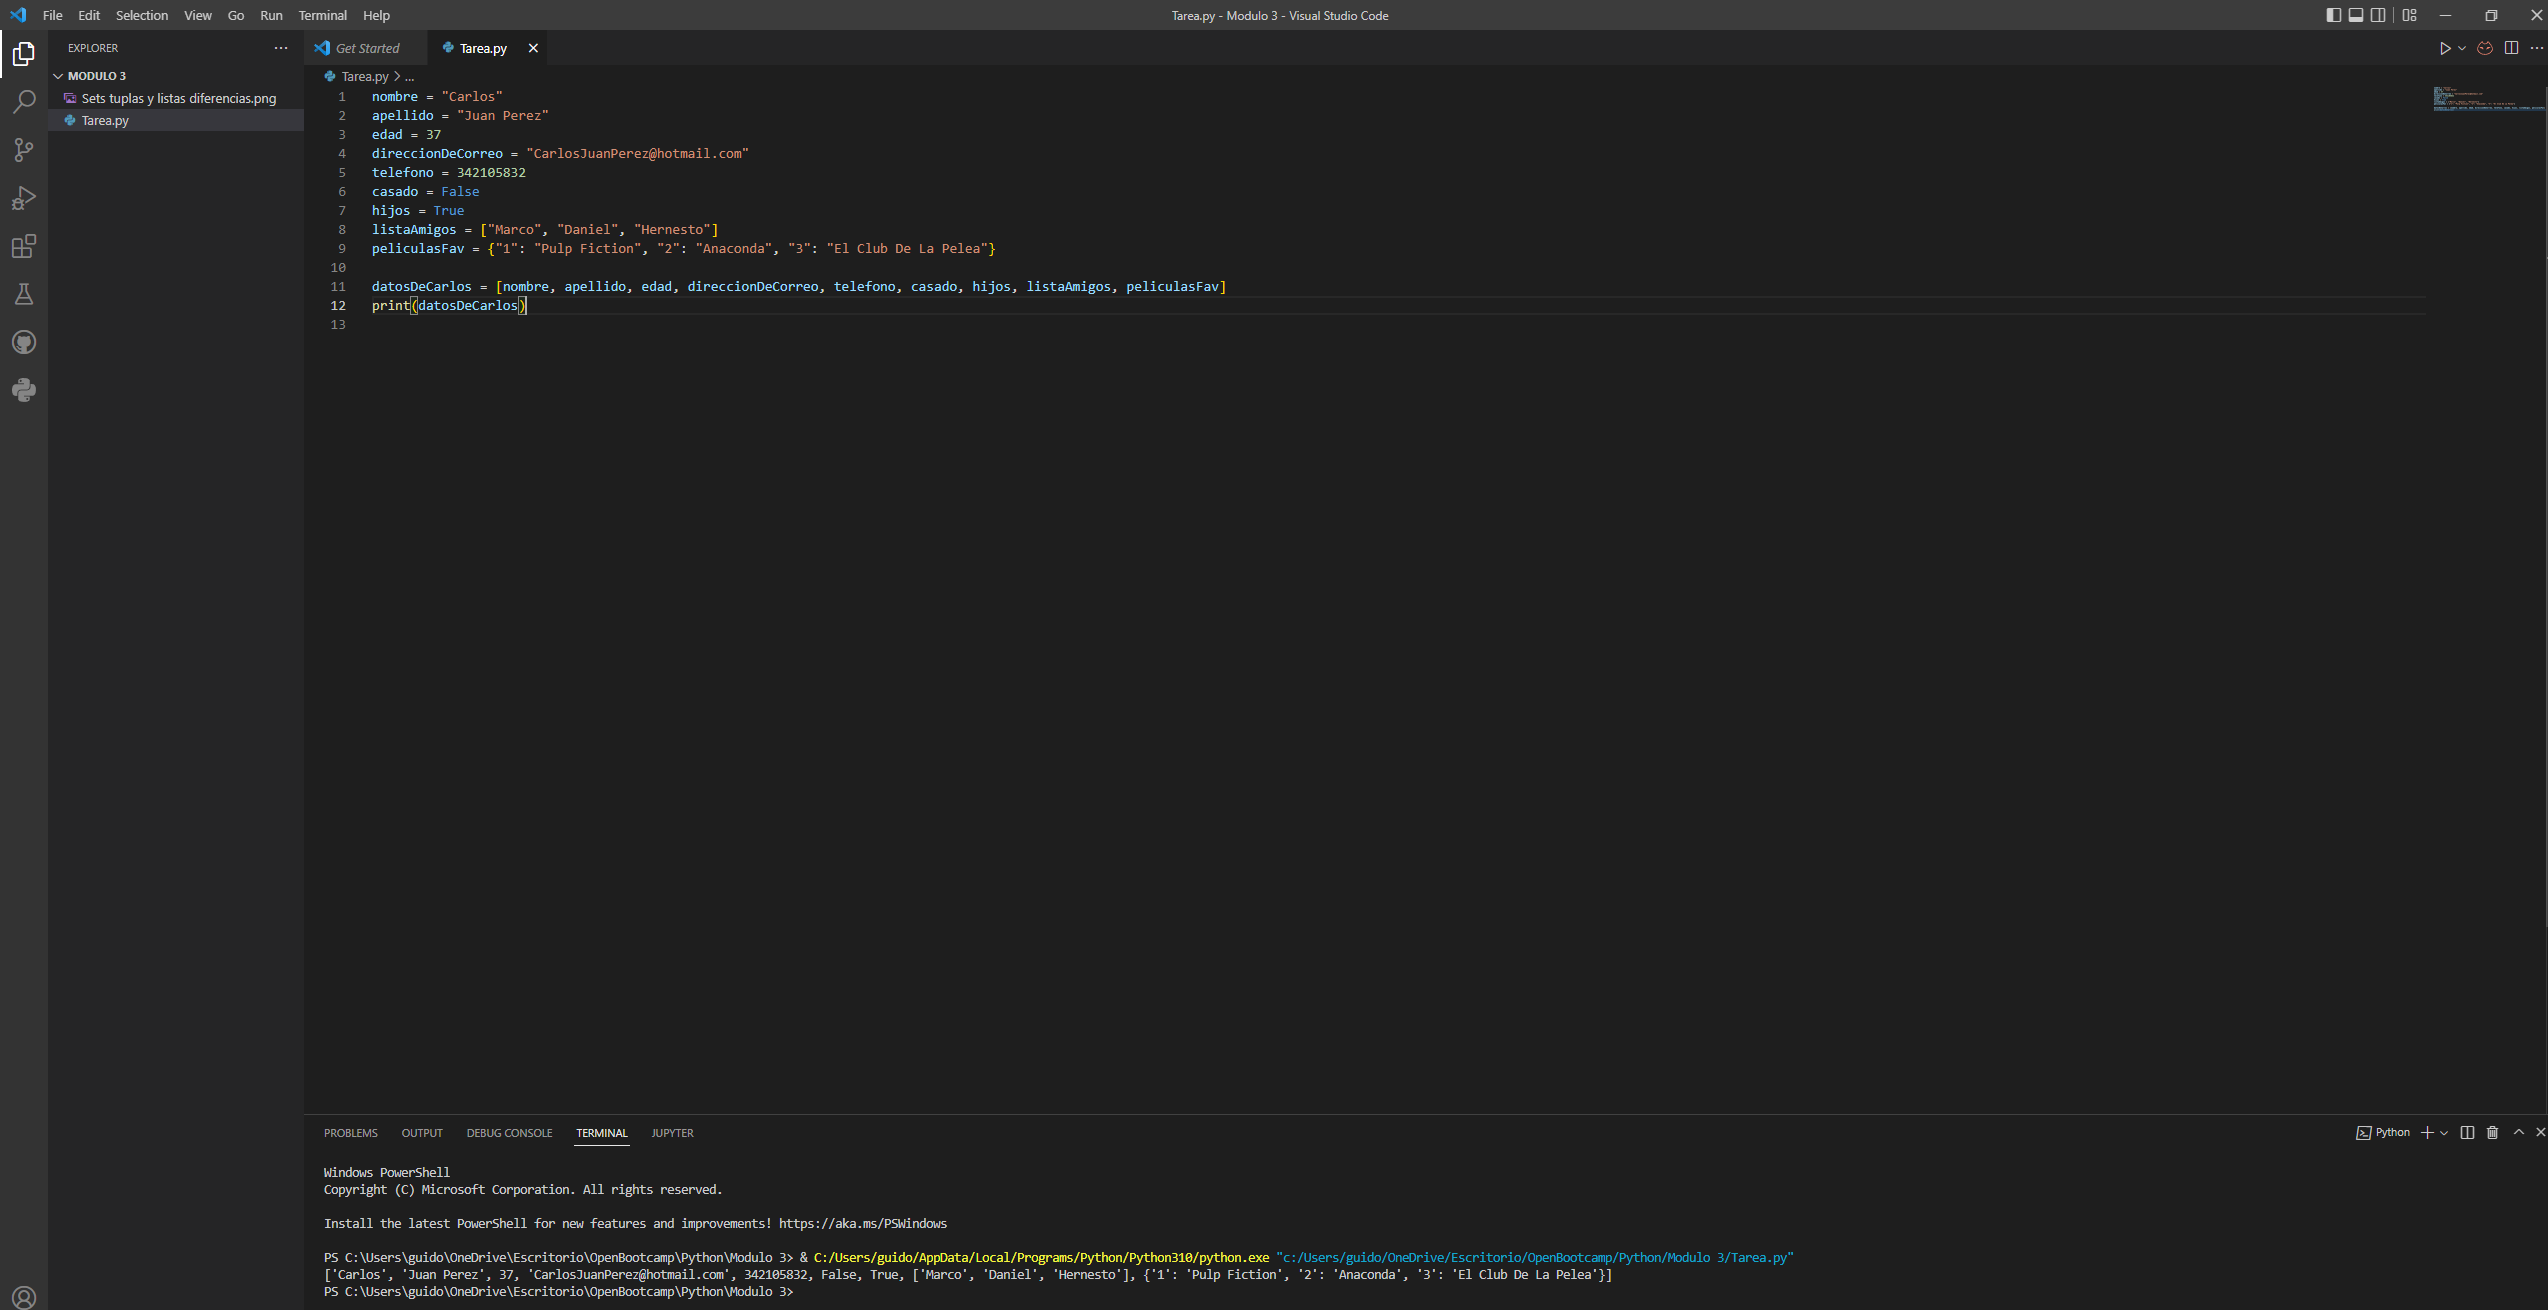 File Edit Selection View Go Run Terminal Help
Tarea.py - Modulo 3 - Visual Studio Code
EXPLORER
MODULO 3
Sets tuplas y listas diferencias.png
Tarea.py
Get Started
Tarea.py
Tarea.py > ...
1 nombre = "Carlos"
2 apellido = "Juan Perez"
3 edad = 37
4 direccionDeCorreo = "CarlosJuanPerez@hotmail.com"
5 telefono = 342105832
6 casado = False
7 hijos = True
8 listaAmigos = ["Marco", "Daniel", "Hernesto"]
9 peliculasFav = {"1": "Pulp Fiction", "2": "Anaconda", "3": "El Club De La Pelea"}
10
11 datosDeCarlos = [nombre, apellido, edad, direccionDeCorreo, telefono, casado, hijos, listaAmigos, peliculasFav]
12 print(datosDeCarlos)
13
PROBLEMS OUTPUT DEBUG CONSOLE TERMINAL JUPYTER
Python
Windows PowerShell
Copyright (C) Microsoft Corporation. All rights reserved.
Install the latest PowerShell for new features and improvements! https://aka.ms/PSWindows
PS C:\Users\guido\OneDrive\Escritorio\OpenBootcamp\Python\Modulo 3> & C:/Users/guido/AppData/Local/Programs/Python/Python310/python.exe "c:/Users/guido/OneDrive/Escritorio/OpenBootcamp/Python/Modulo 3/Tarea.py"
['Carlos', 'Juan Perez', 37, 'CarlosJuanPerez@hotmail.com', 342105832, False, True, ['Marco', 'Daniel', 'Hernesto'], {'1': 'Pulp Fiction', '2': 'Anaconda', '3': 'El Club De La Pelea'}]
PS C:\Users\guido\OneDrive\Escritorio\OpenBootcamp\Python\Modulo 3>